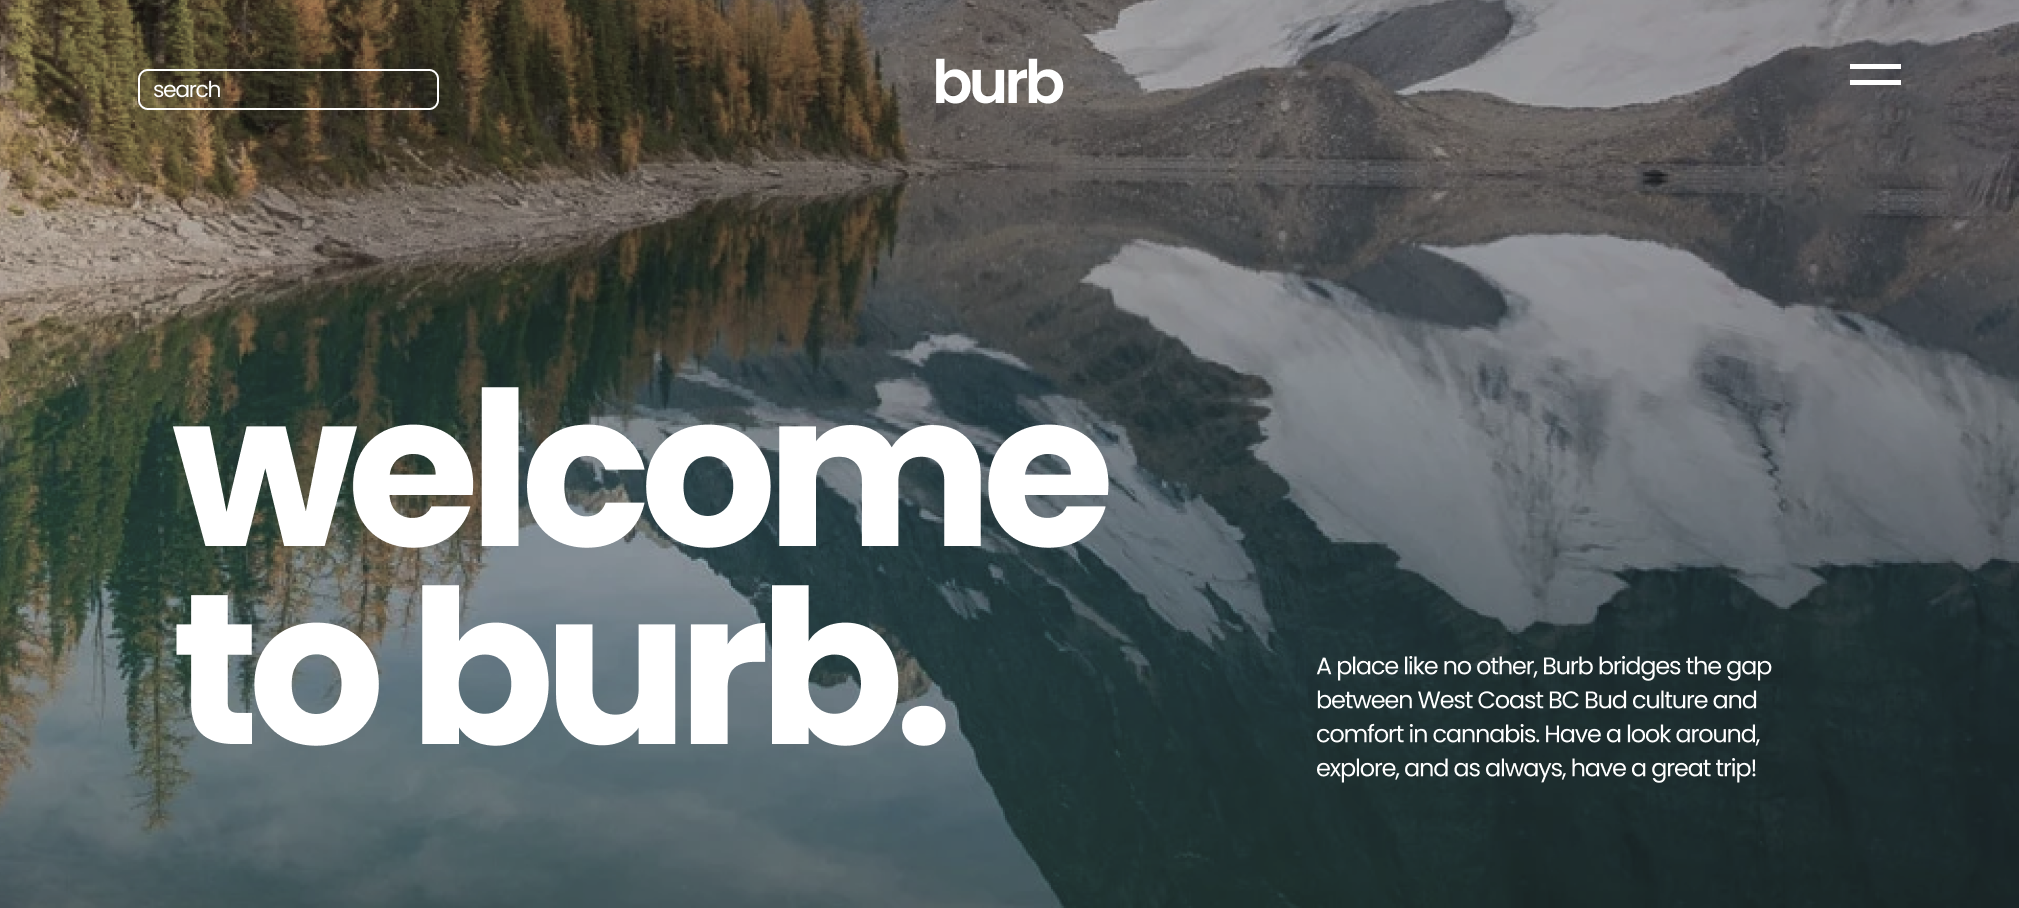 search
burb
welcome
to burb.
A place like no other, Burb bridges the gap
between West Coast BC Bud culture and
comfort in cannabis. Have a look around,
explore, and as always, have a great trip!